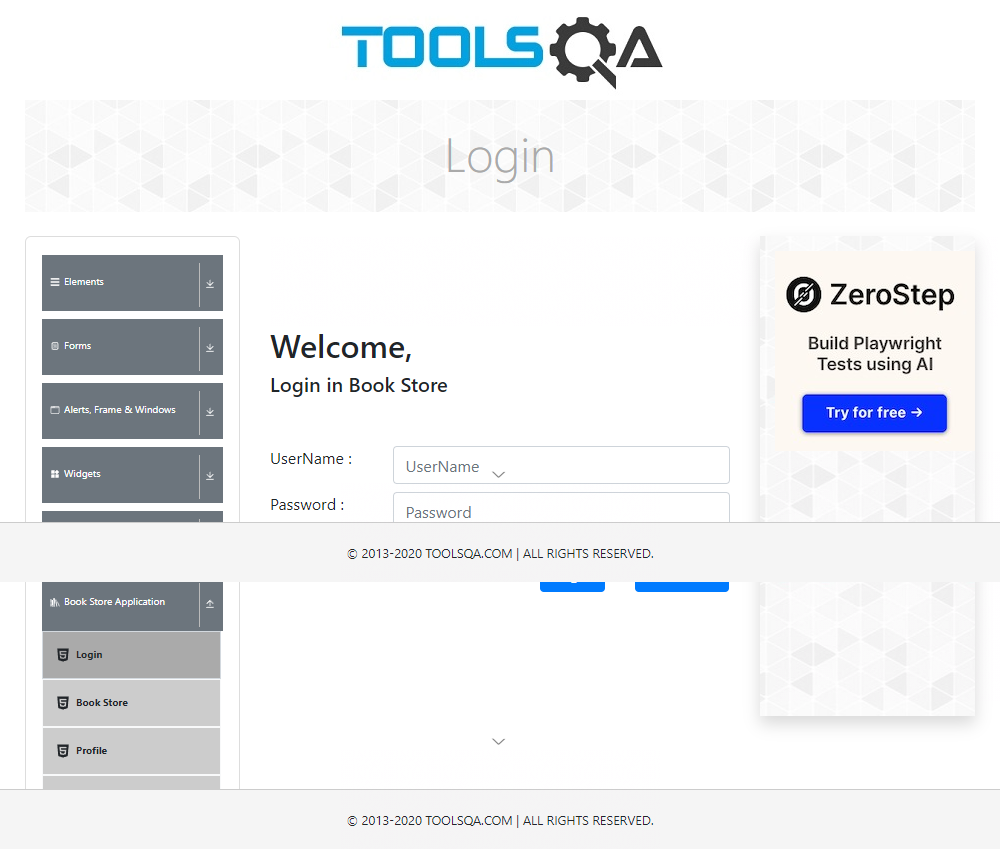 TOOLSQA
Login
Elements
Forms
Alerts, Frame & Windows
Widgets
Welcome,
Login in Book Store
UserName :
UserName
Password :
Password
ZeroStep
Build Playwright
Tests using AI
Try for free →
© 2013-2020 TOOLSQA.COM | ALL RIGHTS RESERVED.
Book Store Application
Login
Book Store
Profile
© 2013-2020 TOOLSQA.COM | ALL RIGHTS RESERVED.